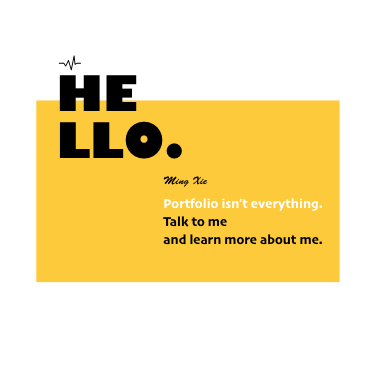 HE
LLO.
Ming Xie
Portfolio isn't everything.
Talk to me
and learn more about me.